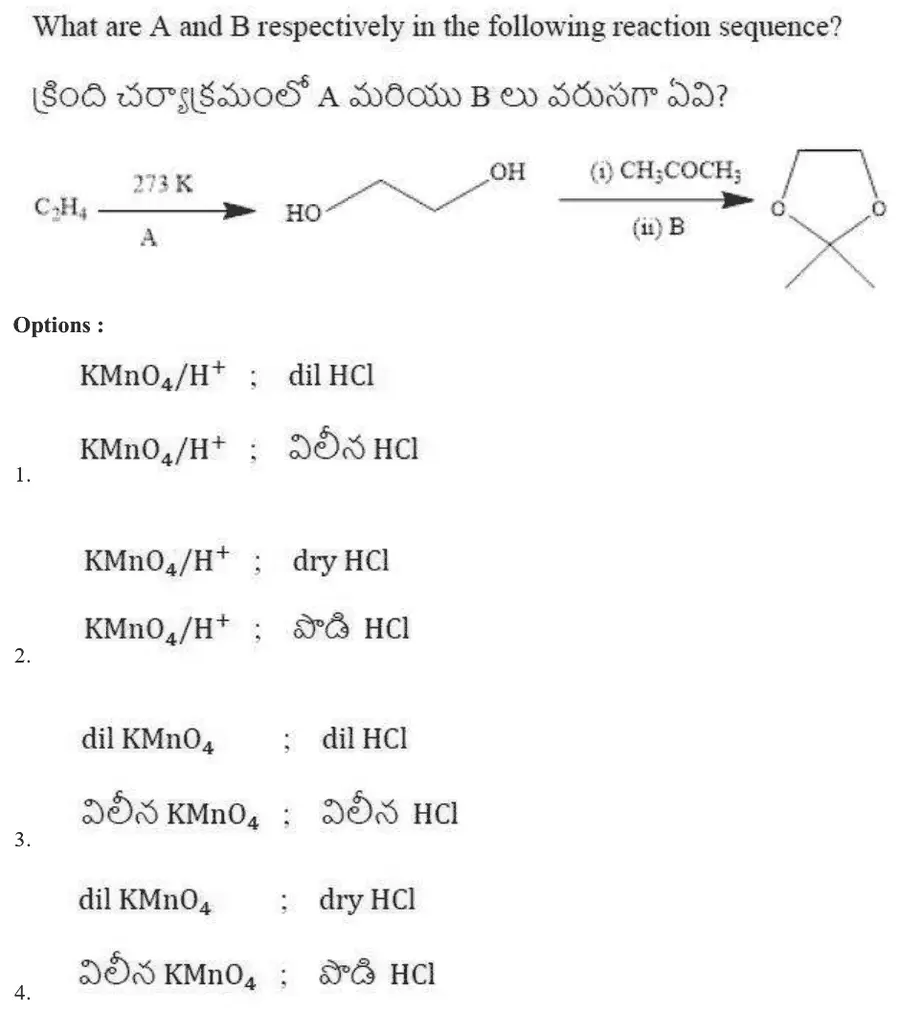 What are A and B respectively in the following reaction sequence?
క్రింది చర్యాక్రమంలో A మరియు B లు వరుసగా ఏవి?
C₂H₄
273 K
A
HO
OH
(i) CH₃COCH₃
(ii) B
O
O
Options :
KMnO₄/H⁺ ; dil HCl
KMnO₄/H⁺ ; విలీన HCl
1.
KMnO₄/H⁺ ; dry HCl
KMnO₄/H⁺ ; పొడి HCl
2.
dil KMnO₄ ; dil HCl
విలీన KMnO₄ ; విలీన HCl
3.
dil KMnO₄ ; dry HCl
విలీన KMnO₄ ; పొడి HCl
4.